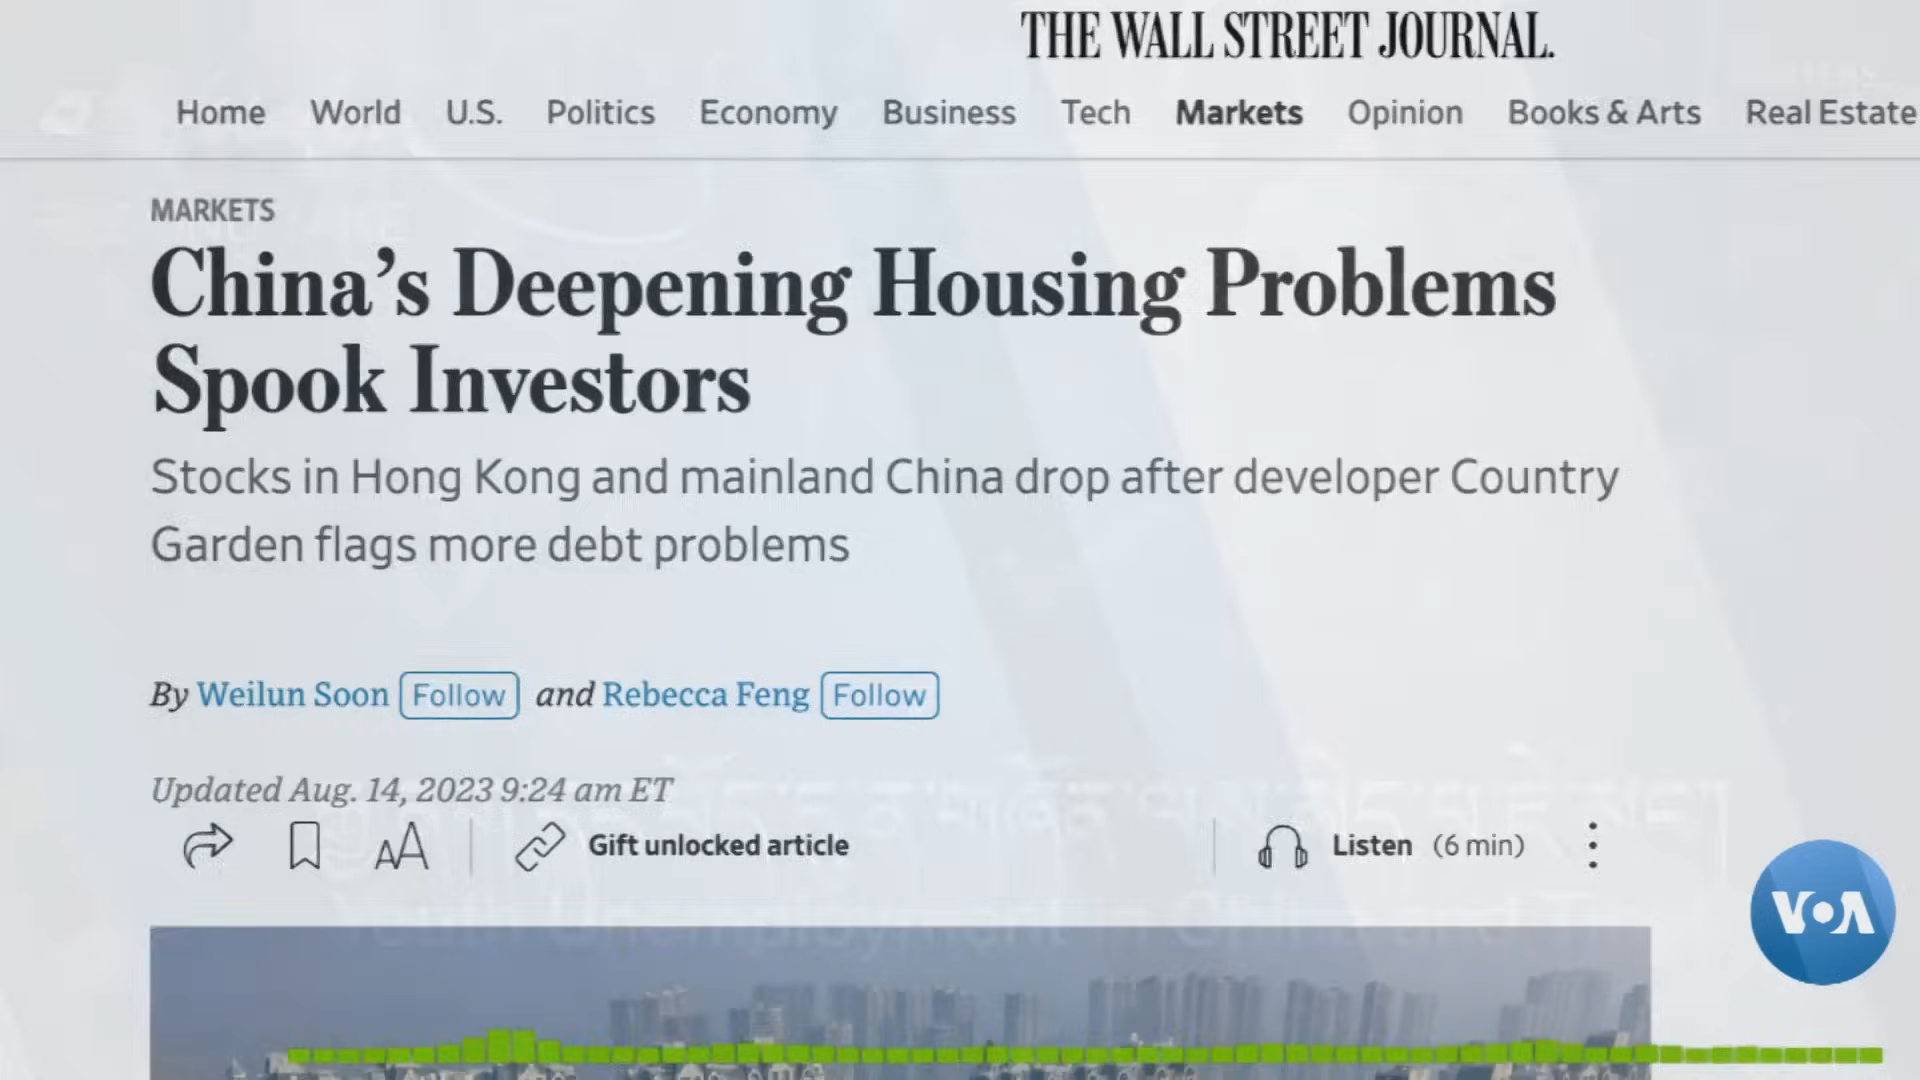 THE WALL STREET JOURNAL.
Home World U.S. Politics Economy Business Tech Markets Opinion Books & Arts Real Estate
MARKETS
China's Deepening Housing Problems
Spook Investors
Stocks in Hong Kong and mainland China drop after developer Country
Garden flags more debt problems
By Weilun Soon Follow and Rebecca Feng Follow
Updated Aug. 14, 2023 9:24 am ET
AA Gift unlocked article Listen (6 min)
VOA